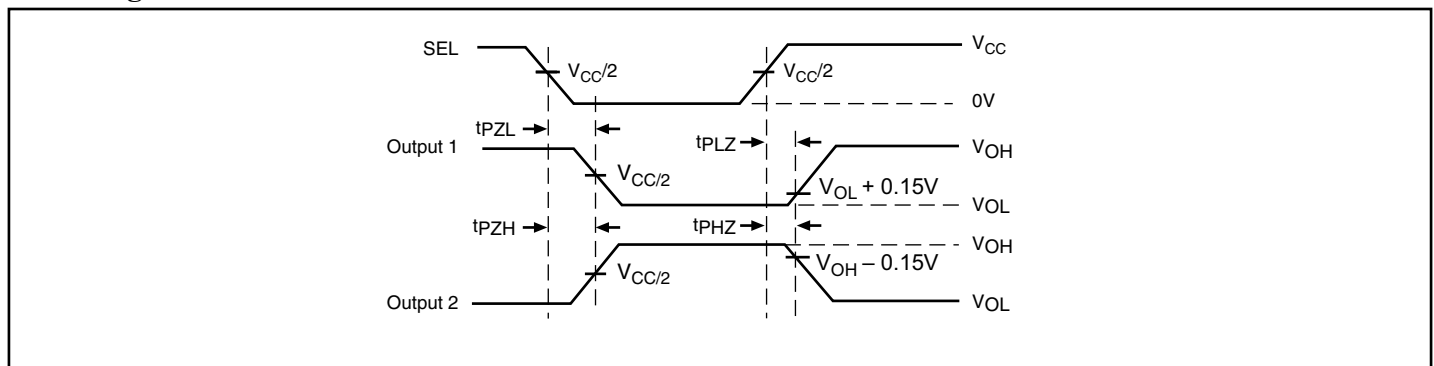 SEL
VCC
VCC/2
VCC/2
0V
tPZL
tPLZ
Output 1
VOH
VCC/2
VOL + 0.15V
VOL
tPZH
tPHZ
VOH
VOH – 0.15V
VCC/2
Output 2
VOL